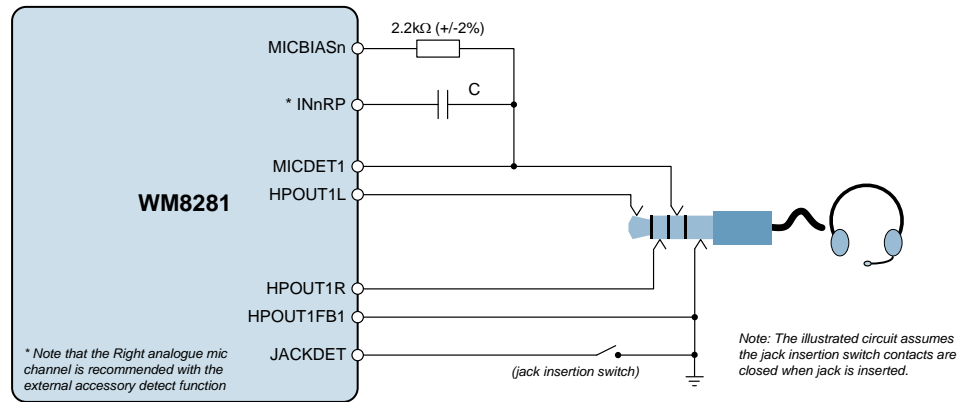 2.2kΩ (+/-2%)
MICBIASn
C
* INnRP
MICDET1
HPOUT1L
WM8281
HPOUT1R
HPOUT1FB1
JACKDET
(jack insertion switch)
* Note that the Right analogue mic
channel is recommended with the
external accessory detect function
Note: The illustrated circuit assumes
the jack insertion switch contacts are
closed when jack is inserted.